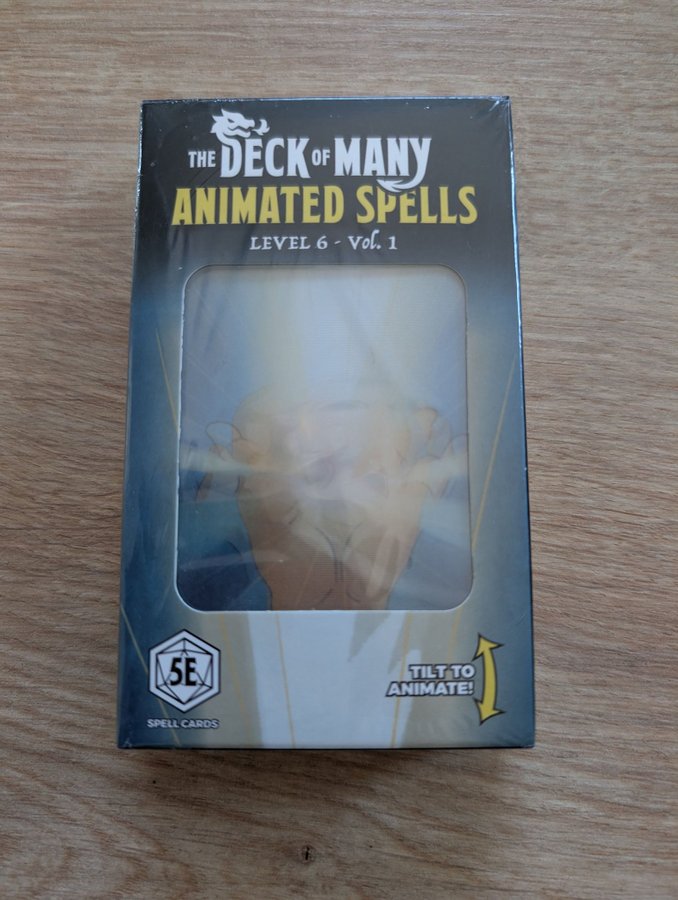 THE DECK OF MANY
ANIMATED SPELLS
LEVEL 6 - Vol. 1
5E
SPELL CARDS
TILT TO
ANIMATE!